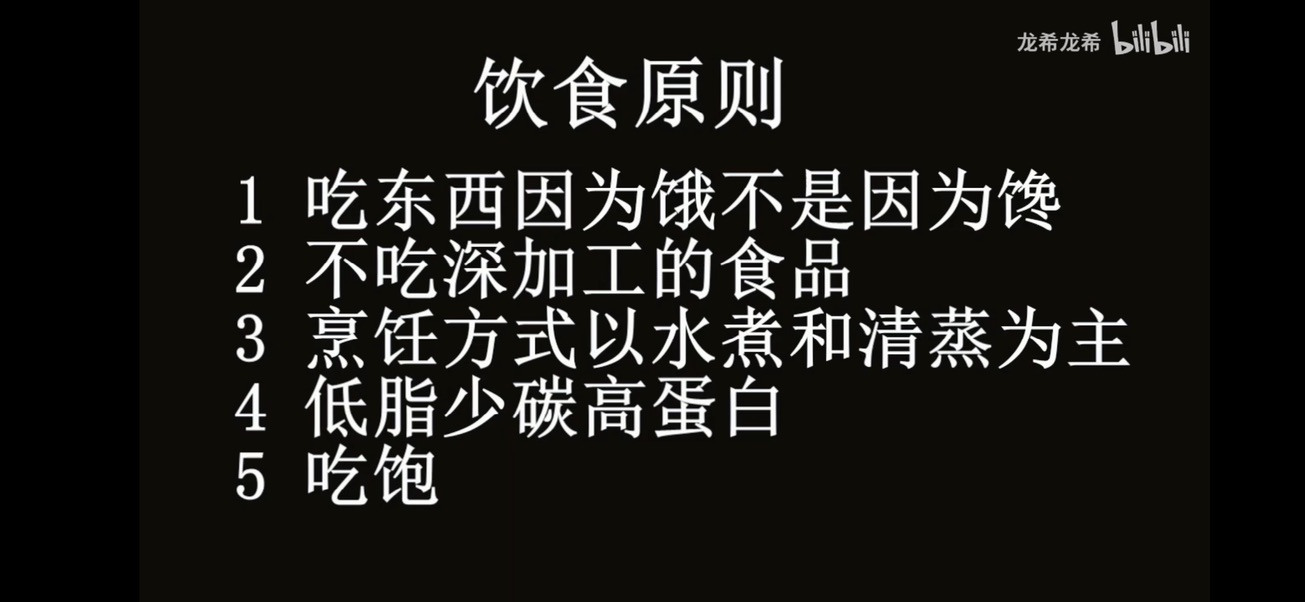 龙希龙希 bilibili
饮食原则
1 吃东西因为饿不是因为馋
2 不吃深加工的食品
3 烹饪方式以水煮和清蒸为主
4 低脂少碳高蛋白
5 吃饱